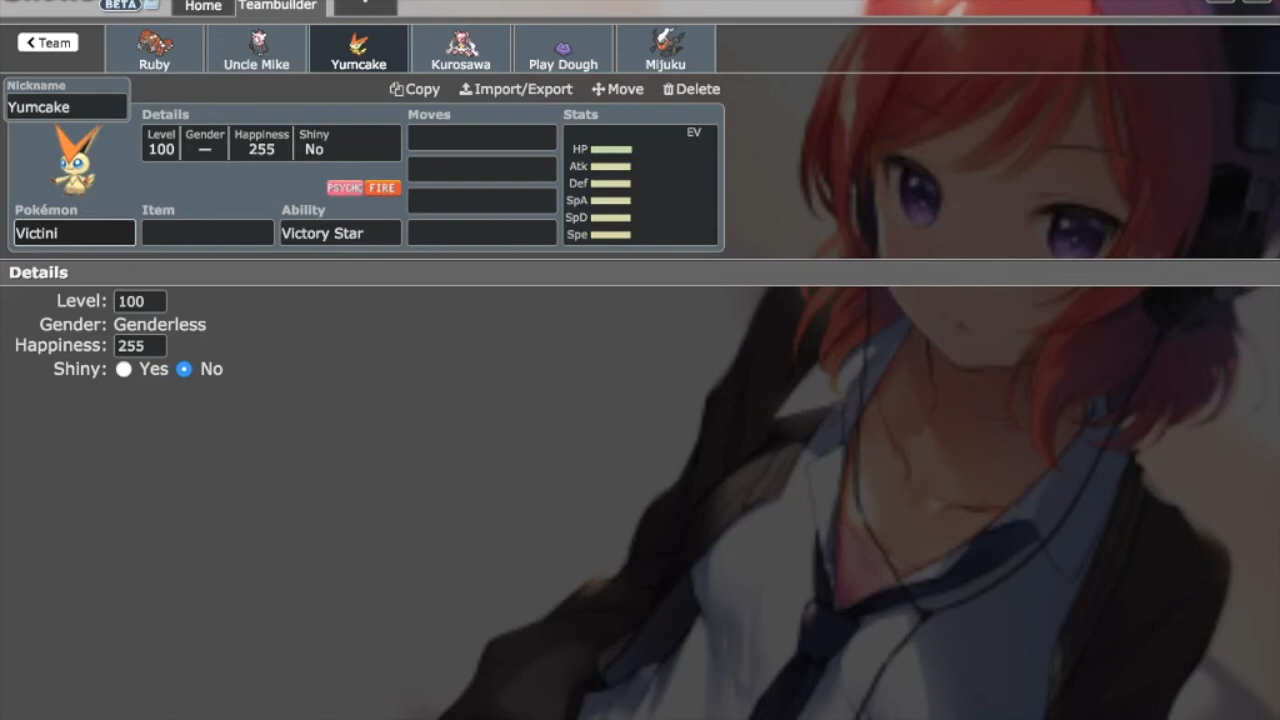 BETA
Home
Teambuilder
Team
Ruby
Uncle Mike
Yumcake
Kurosawa
Play Dough
Mijuku
Nickname
Yumcake
Copy
Import/Export
Move
Delete
Details
Moves
Stats
Level
Gender
Happiness
Shiny
100
—
255
No
EV
HP
Atk
Def
SpA
SpD
Spe
PSYCHC FIRE
Pokémon
Item
Ability
Victini
Victory Star
Details
Level: 100
Gender: Genderless
Happiness: 255
Shiny: Yes No